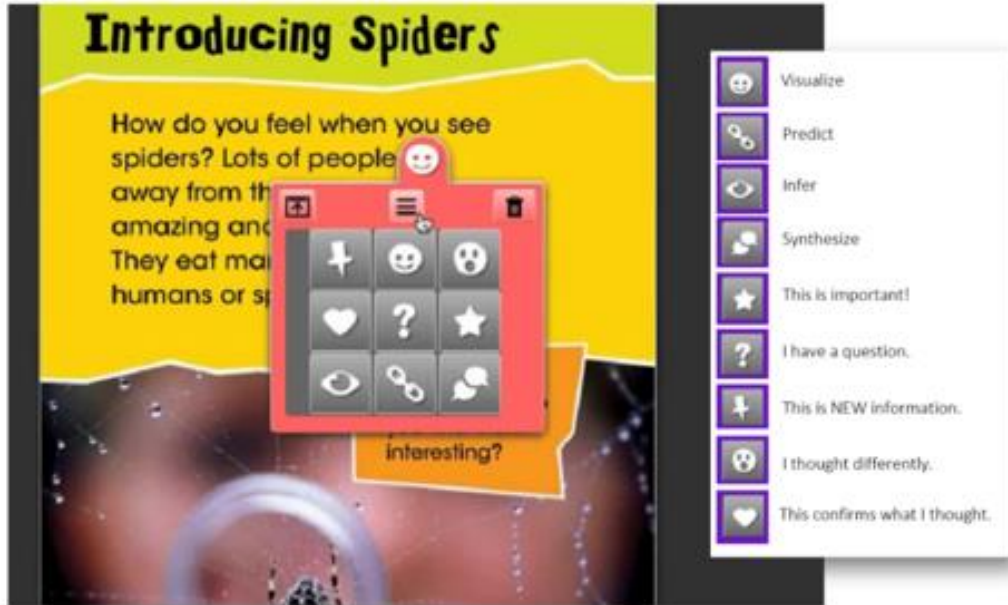 Introducing Spiders
How do you feel when you see
spiders? Lots of people
away from th
amazing and
They eat ma
humans or sp
interesting?
Visualize
Predict
Infer
Synthesize
This is important!
I have a question.
This is NEW information.
I thought differently.
This confirms what I thought.